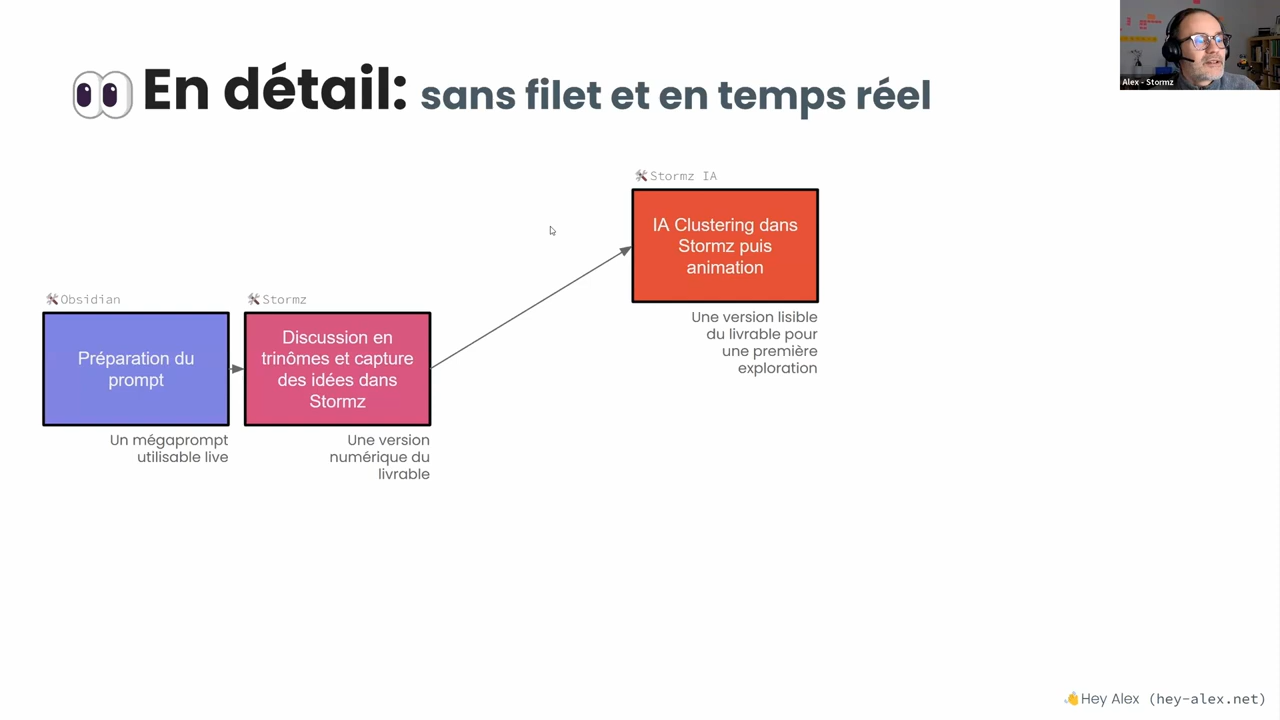 👀 En détail: sans filet et en temps réel
Alex - Stormz
🛠Stormz IA
IA Clustering dans
Stormz puis
animation
Une version lisible
du livrable pour
une première
exploration
🛠Obsidian
Préparation du
prompt
Un mégaprompt
utilisable live
🛠Stormz
Discussion en
trinômes et capture
des idées dans
Stormz
Une version
numérique du
livrable
👋Hey Alex (hey-alex.net)